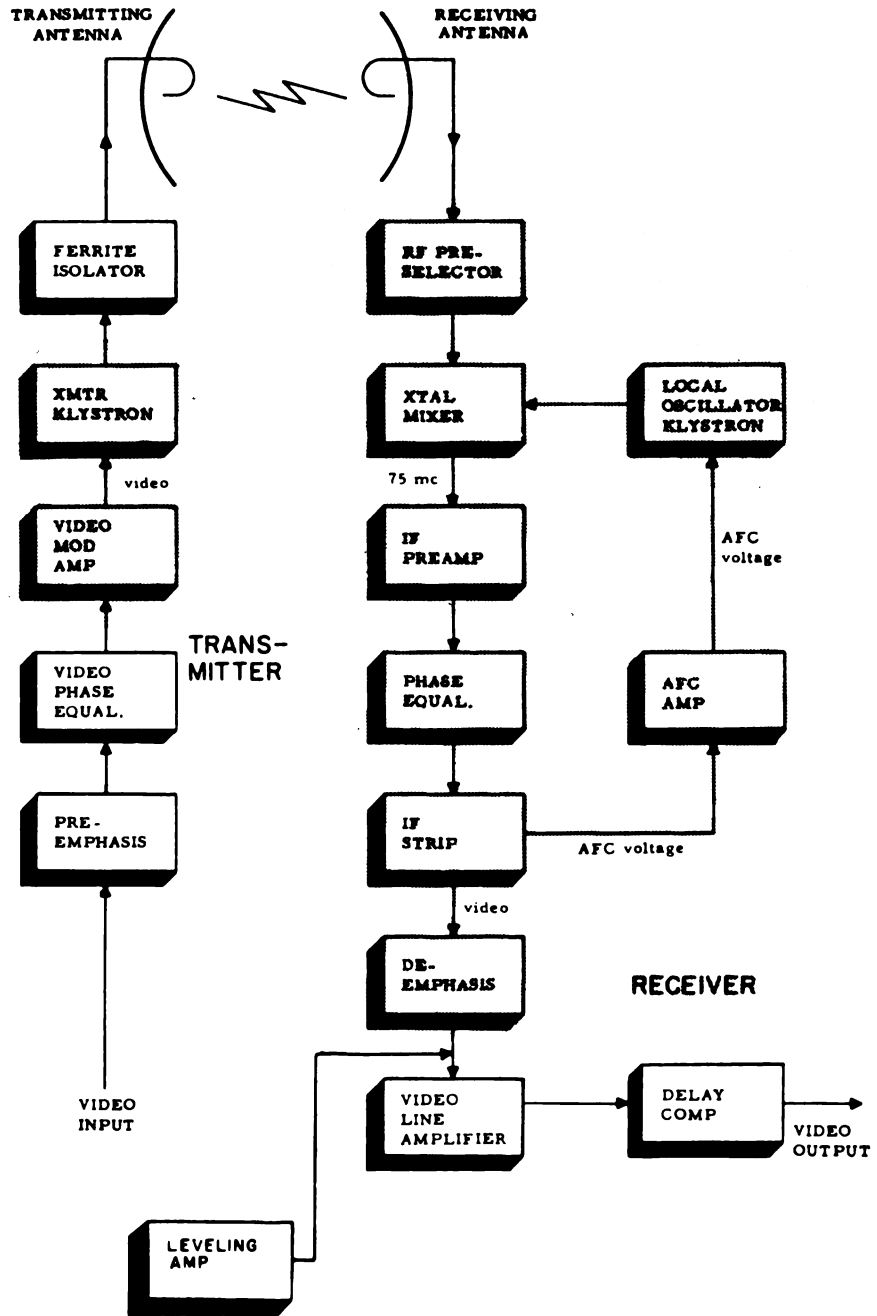 TRANSMITTING
ANTENNA
RECEIVING
ANTENNA
FERRITE
ISOLATOR
RF PRE-
SELECTOR
XMTR
KLYSTRON
XTAL
MIXER
LOCAL
OSCILLATOR
KLYSTRON
video
75 mc
VIDEO
MOD
AMP
IF
PREAMP
AFC
voltage
TRANS-
MITTER
VIDEO
PHASE
EQUAL.
PHASE
EQUAL.
AFC
AMP
PRE-
EMPHASIS
IF
STRIP
AFC voltage
video
DE-
EMPHASIS
RECEIVER
VIDEO
INPUT
VIDEO
LINE
AMPLIFIER
DELAY
COMP
VIDEO
OUTPUT
LEVELING
AMP